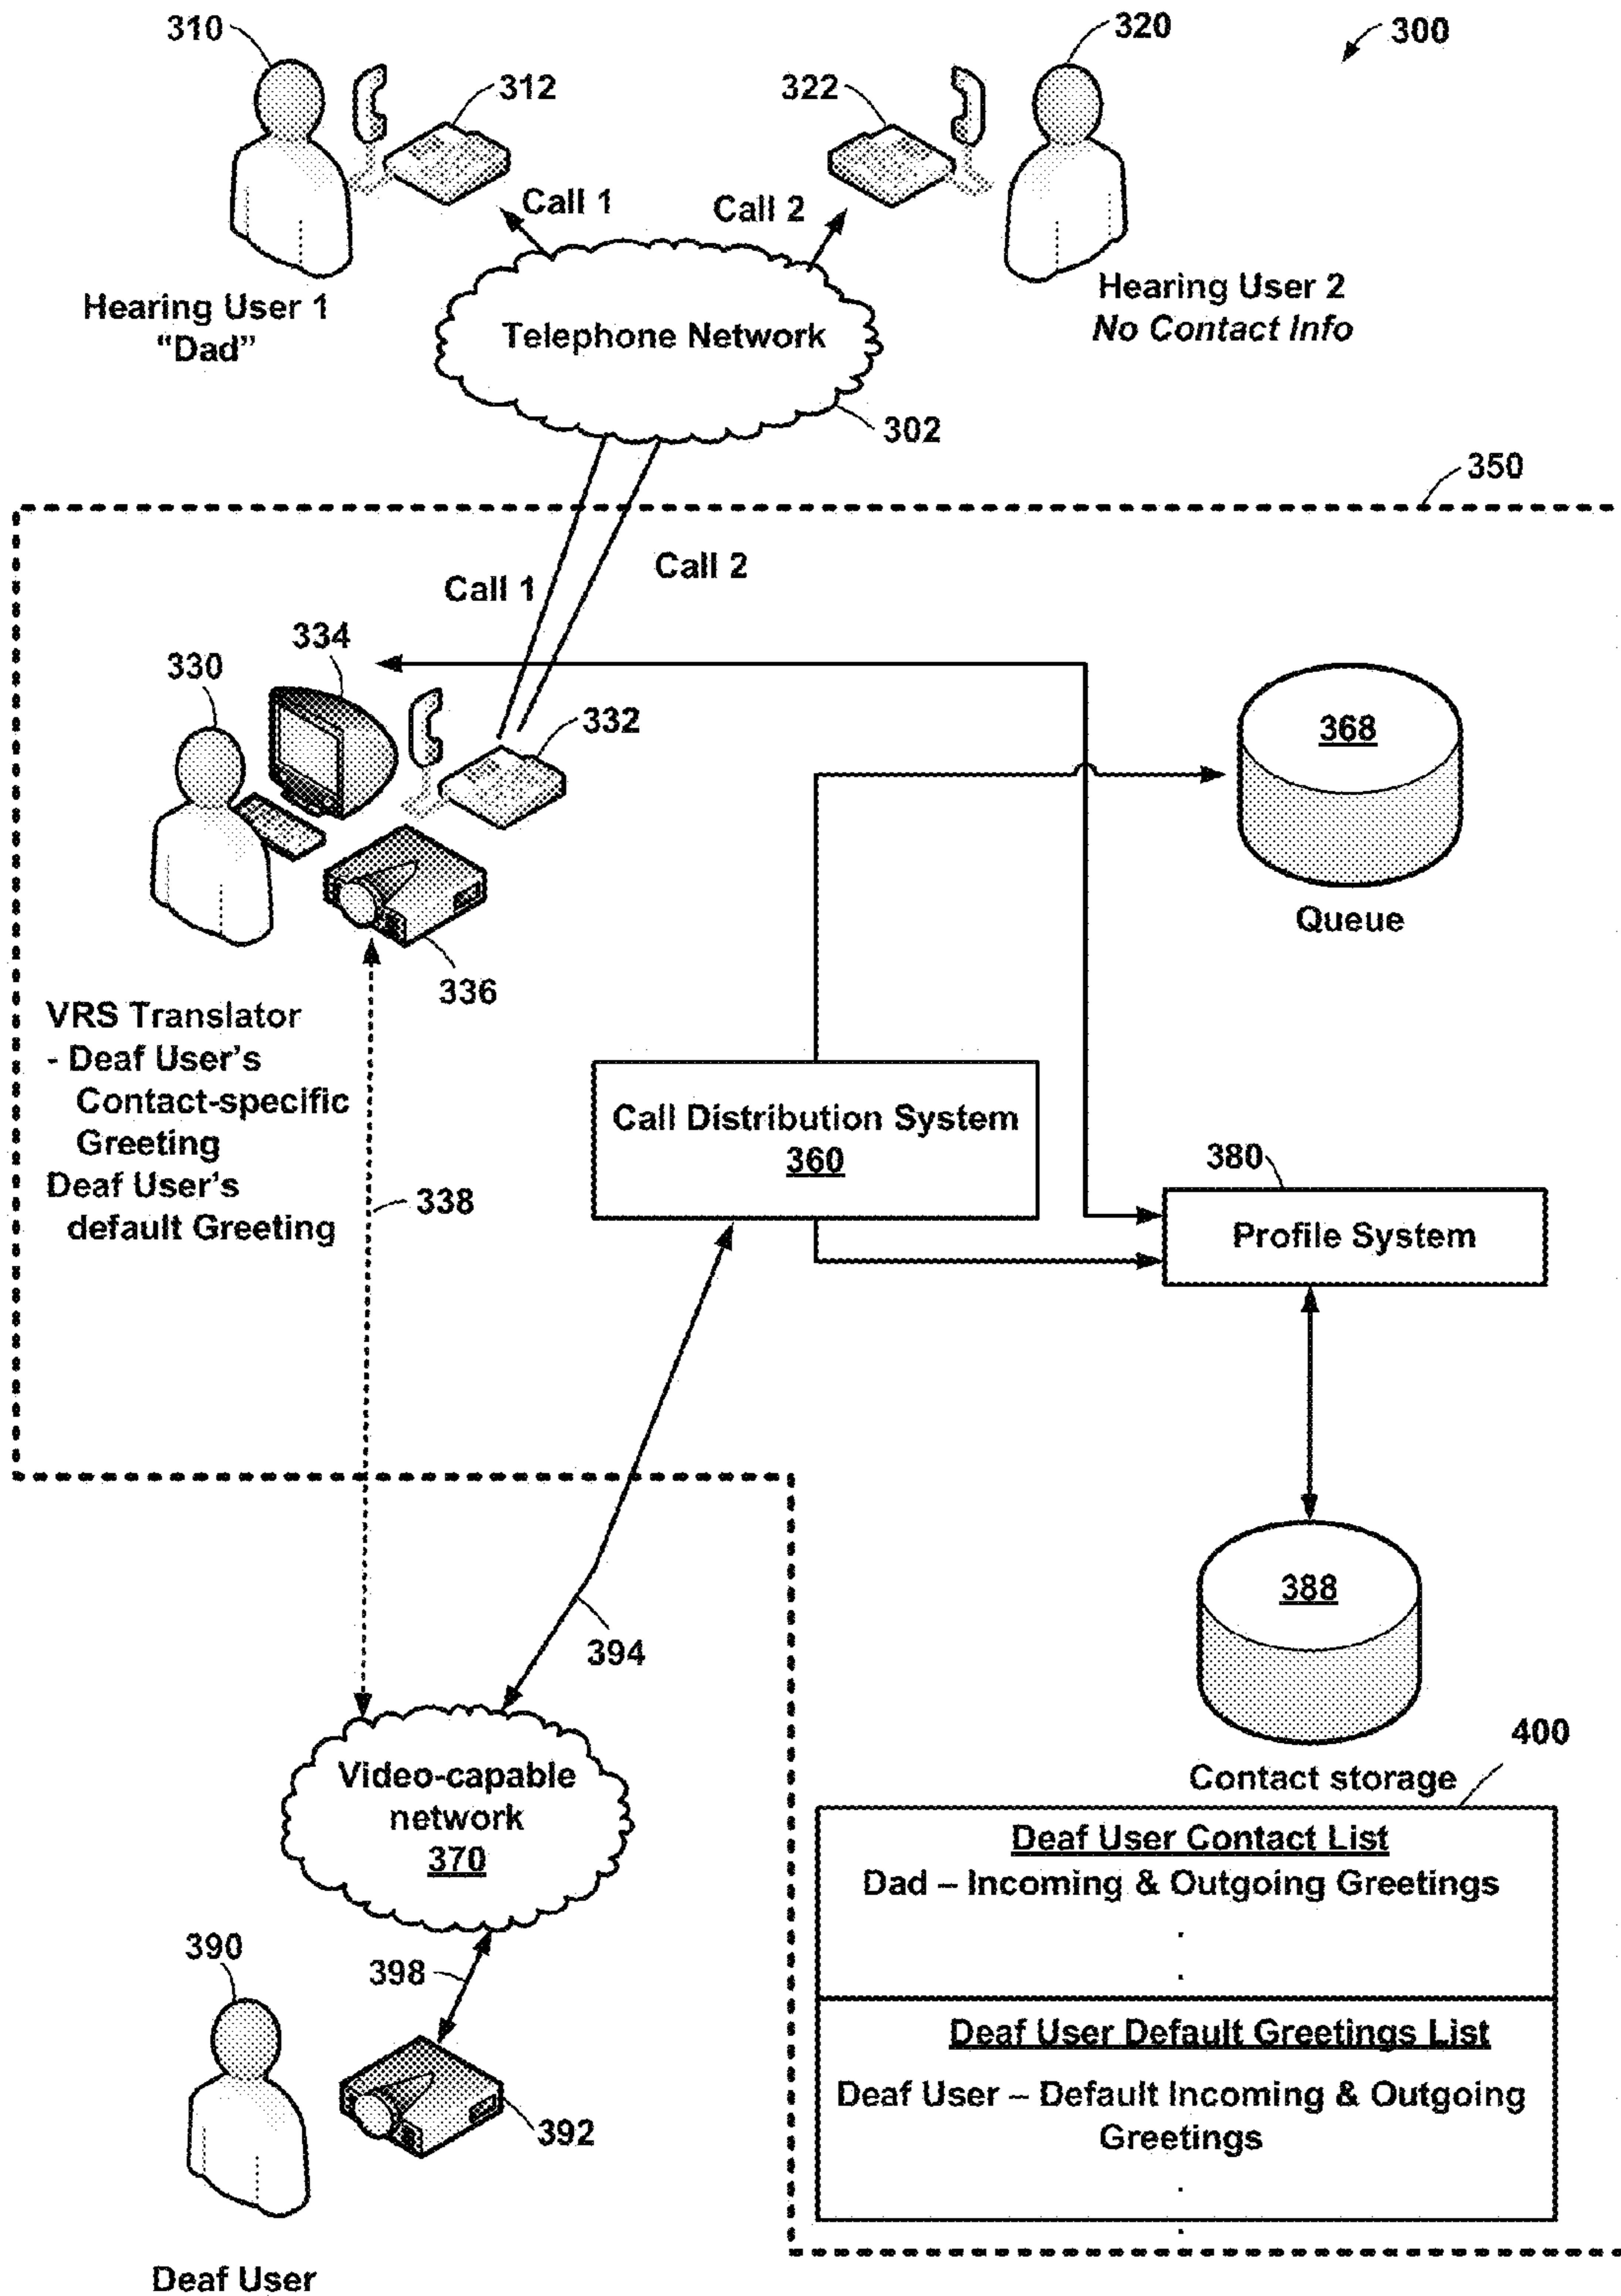 310
320
300
312
322
Call 1
Call 2
Hearing User 1
“Dad”
Hearing User 2
No Contact Info
Telephone Network
302
350
Call 1
Call 2
334
330
332
368
Queue
336
VRS Translator
- Deaf User's
Contact-specific
Greeting
Deaf User's
default Greeting
338
Call Distribution System
360
380
Profile System
394
388
Contact storage
400
Video-capable
network
370
Deaf User Contact List
Dad – Incoming & Outgoing Greetings
.
.
Deaf User Default Greetings List
Deaf User – Default Incoming & Outgoing
Greetings
.
.
390
398
392
Deaf User